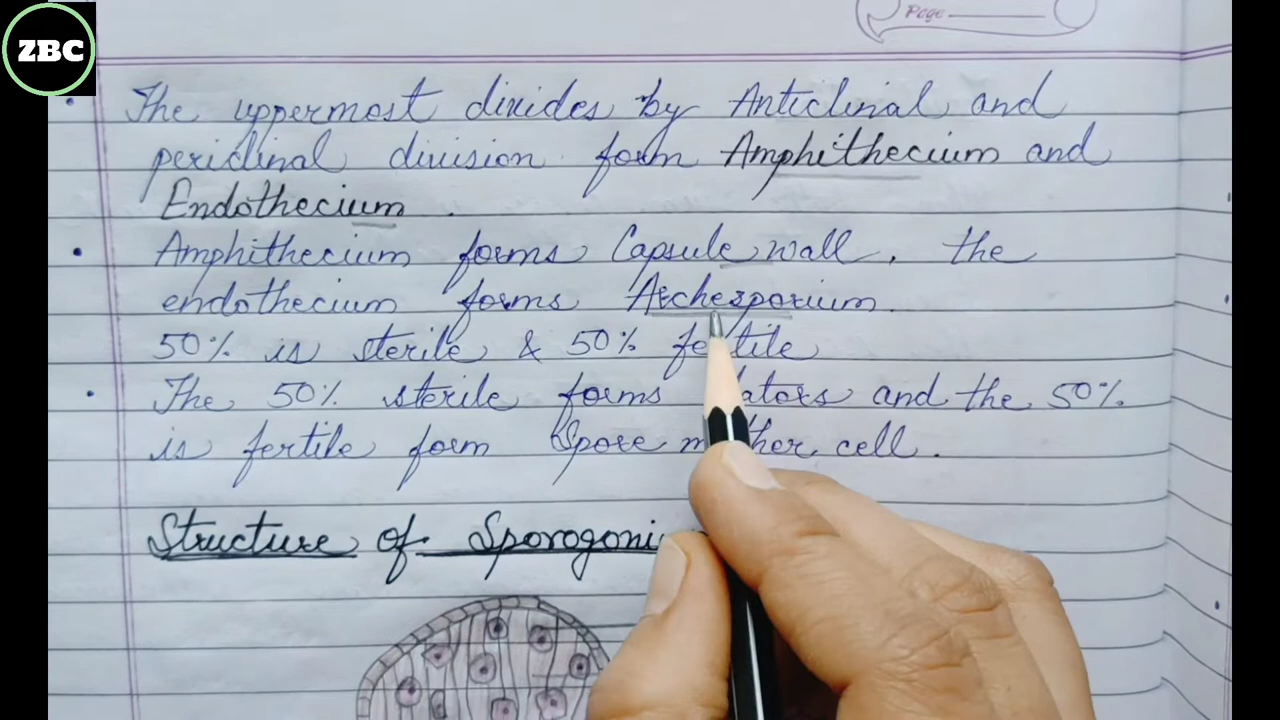 ZBC
Page
The uppermost divides by Anticlinal and
periclinal division form Amphithecium and
Endothecium .
Amphithecium forms Capsule wall. the
endothecium forms Archesporium.
50% is sterile & 50% fertile
The 50% sterile forms and the 50%
is fertile form Spore cell.
Structure of